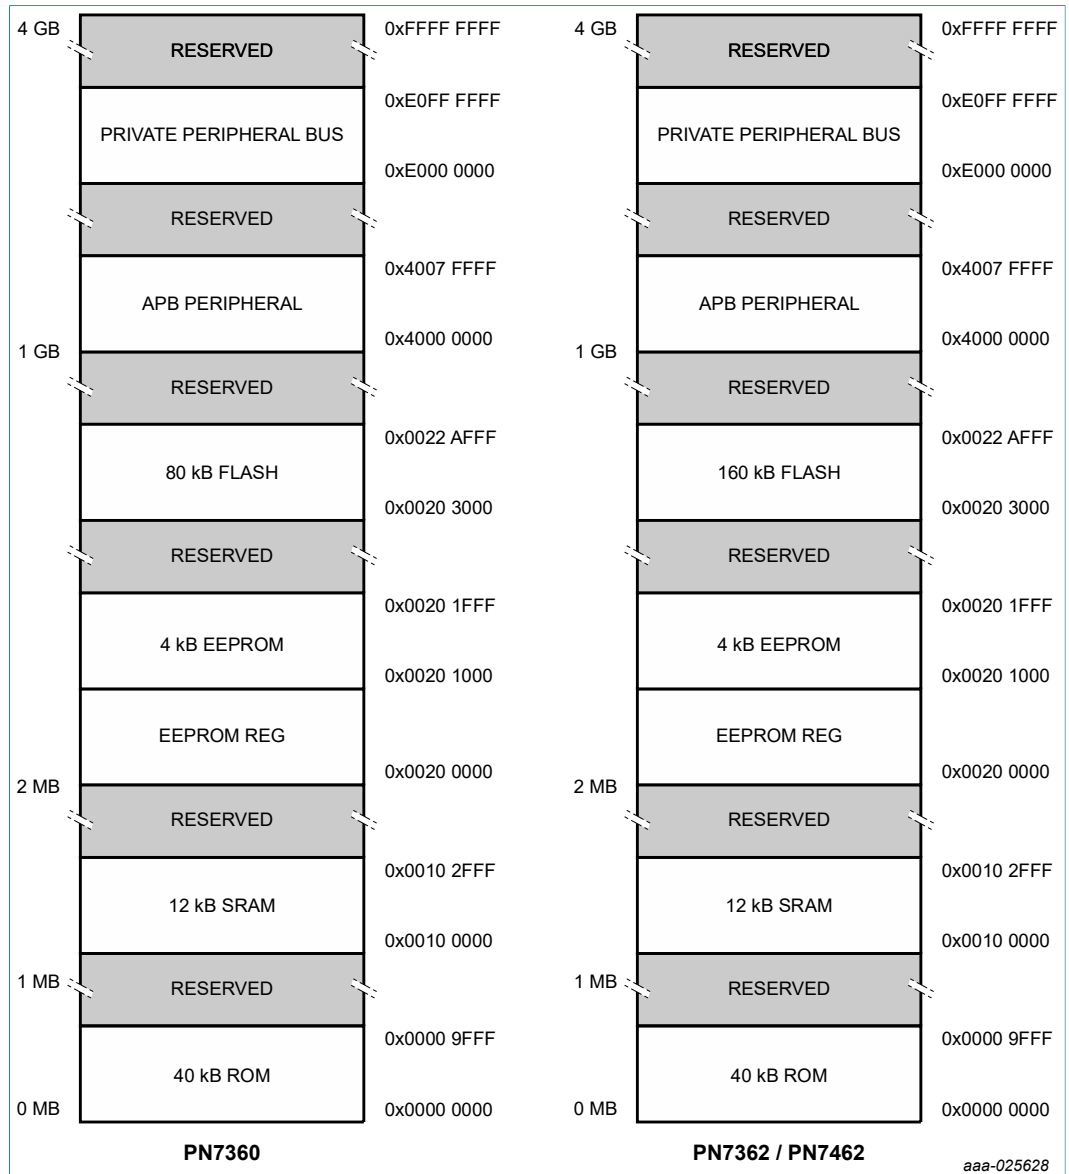 4 GB
RESERVED
0xFFFF FFFF
0xE0FF FFFF
PRIVATE PERIPHERAL BUS
0xE000 0000
RESERVED
0x4007 FFFF
APB PERIPHERAL
0x4000 0000
1 GB
RESERVED
0x0022 AFFF
80 kB FLASH
0x0020 3000
RESERVED
0x0020 1FFF
4 kB EEPROM
0x0020 1000
EEPROM REG
0x0020 0000
2 MB
RESERVED
0x0010 2FFF
12 kB SRAM
0x0010 0000
1 MB
RESERVED
0x0000 9FFF
40 kB ROM
0 MB
0x0000 0000
PN7360
4 GB
RESERVED
0xFFFF FFFF
0xE0FF FFFF
PRIVATE PERIPHERAL BUS
0xE000 0000
RESERVED
0x4007 FFFF
APB PERIPHERAL
0x4000 0000
1 GB
RESERVED
0x0022 AFFF
160 kB FLASH
0x0020 3000
RESERVED
0x0020 1FFF
4 kB EEPROM
0x0020 1000
EEPROM REG
0x0020 0000
2 MB
RESERVED
0x0010 2FFF
12 kB SRAM
0x0010 0000
1 MB
RESERVED
0x0000 9FFF
40 kB ROM
0 MB
0x0000 0000
PN7362 / PN7462
aaa-025628